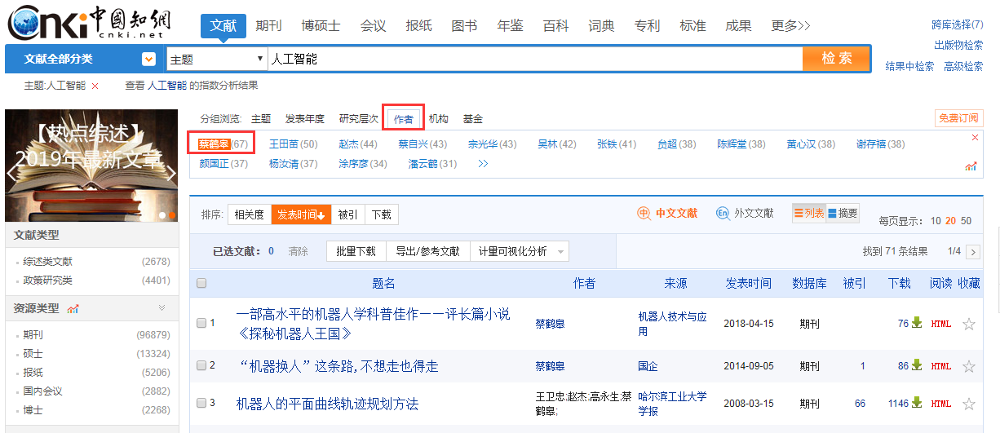 Cnki 中國知網
cnki.net
文献 期刊 博硕士 会议 报纸 图书 年鉴 百科 词典 专利 标准 成果 更多>>
跨库选择(7)
出版物检索
文献全部分类 主题 人工智能 检 索
结果中检索 高级检索
主题:人工智能 × 查看 人工智能 的指数分析结果
【热点综述】
2019年最新文章
分组浏览: 主题 发表年度 研究层次 作者 机构 基金 免费订阅
蔡鹤皋(67) 王田苗(50) 赵杰(44) 蔡自兴(43) 宗光华(43) 吴林(42) 张铁(41) 贠超(38) 陈辉堂(38) 黄心汉(38) 谢存禧(38)
颜国正(37) 杨汝清(37) 涂序彦(34) 潘云鹤(31) >>
排序: 相关度 发表时间 被引 下载 中 中文文献 En 外文文献 列表 摘要 每页显示: 10 20 50
已选文献: 0 清除 批量下载 导出/参考文献 计量可视化分析 找到 71 条结果 1/4 >
题名 作者 来源 发表时间 数据库 被引 下载 阅读 收藏
1 一部高水平的机器人学科普佳作——评长篇小说《探秘机器人王国》 蔡鹤皋 机器人技术与应用 2018-04-15 期刊 76 HTML
2 “机器换人”这条路,不想走也得走 蔡鹤皋 国企 2014-09-05 期刊 1 86 HTML
3 机器人的平面曲线轨迹规划方法 王卫忠;赵杰;高永生;蔡鹤皋; 哈尔滨工业大学学报 2008-03-15 期刊 66 1146 HTML
文献类型
综述类文献 (2678)
政策研究类 (4401)
资源类型
期刊 (96879)
硕士 (13324)
报纸 (5206)
国内会议 (2882)
博士 (2268)